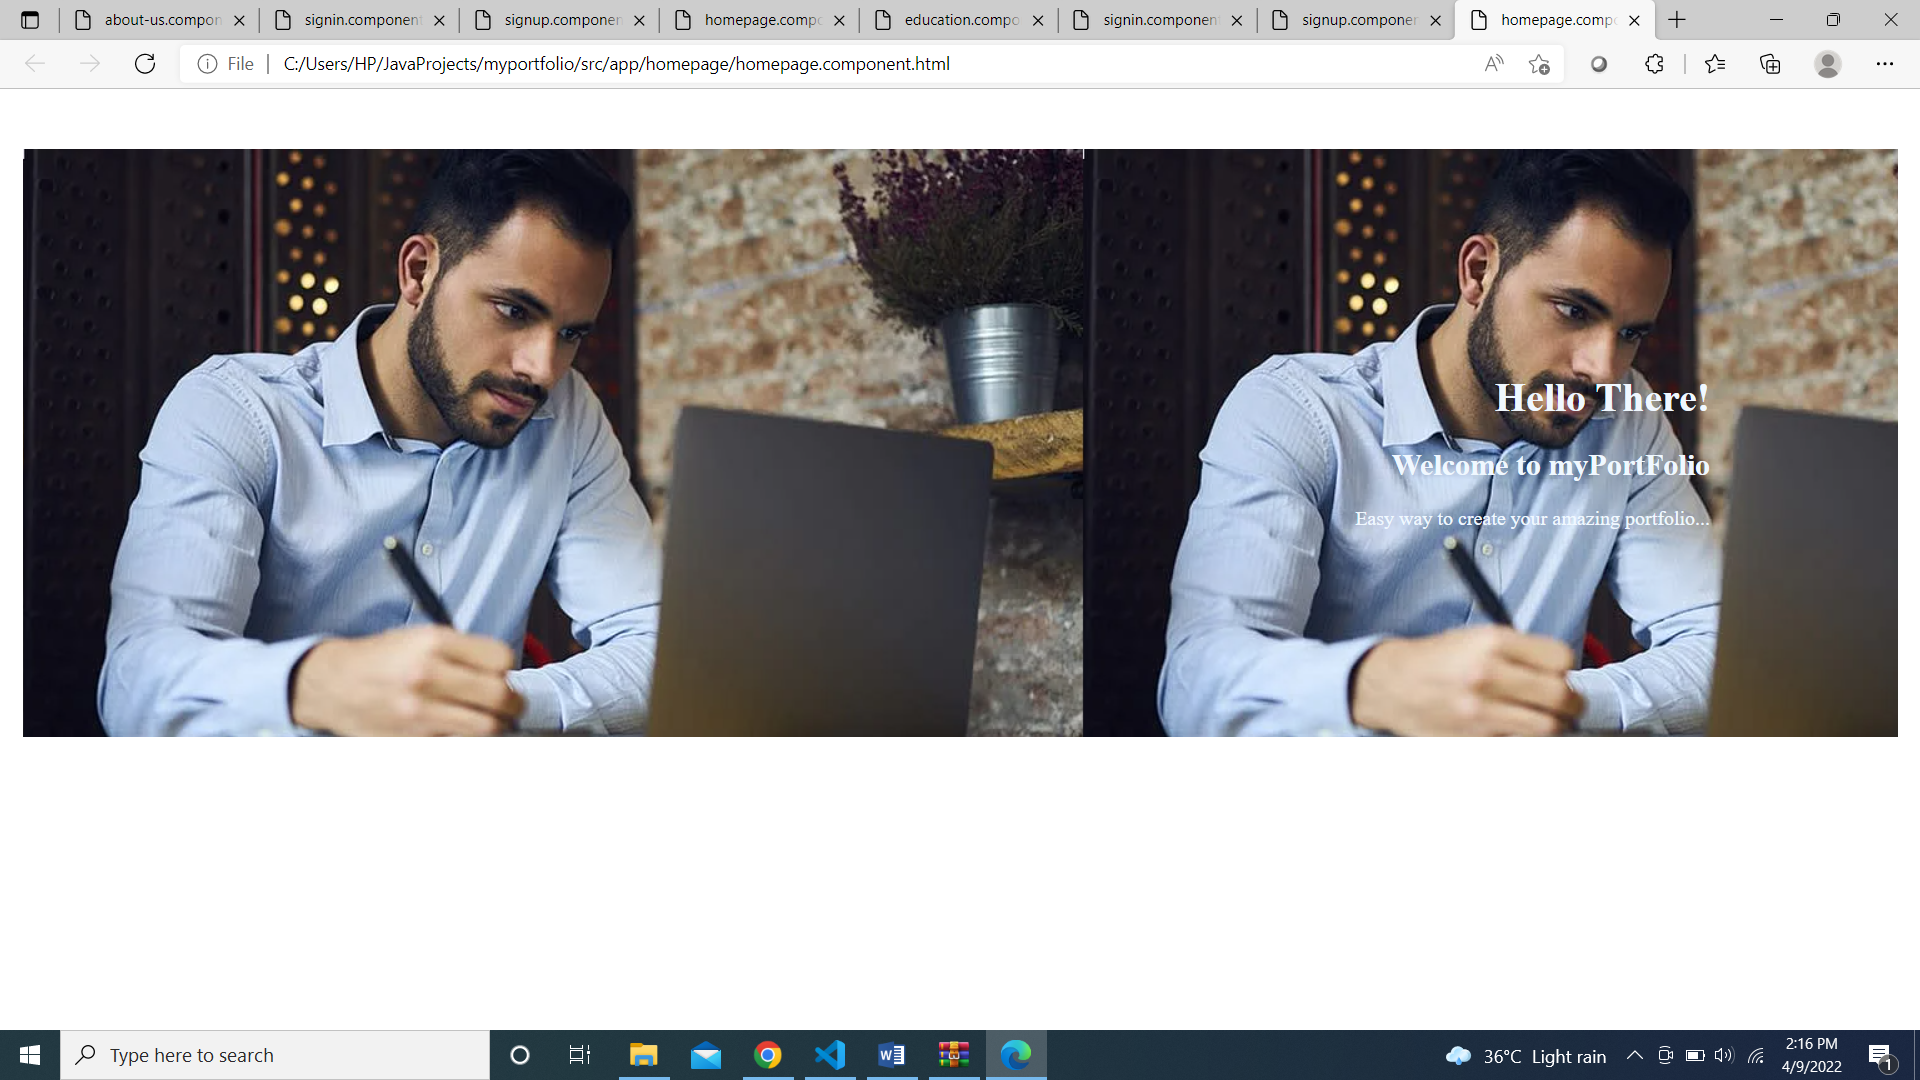 about-us.compon
signin.component
signup.componen
homepage.compo
education.compo
signin.component
signup.componen
homepage.compo
File
C:/Users/HP/JavaProjects/myportfolio/src/app/homepage/homepage.component.html
Hello There!
Welcome to myPortFolio
Easy way to create your amazing portfolio...
Type here to search
36°C Light rain
2:16 PM
4/9/2022
1